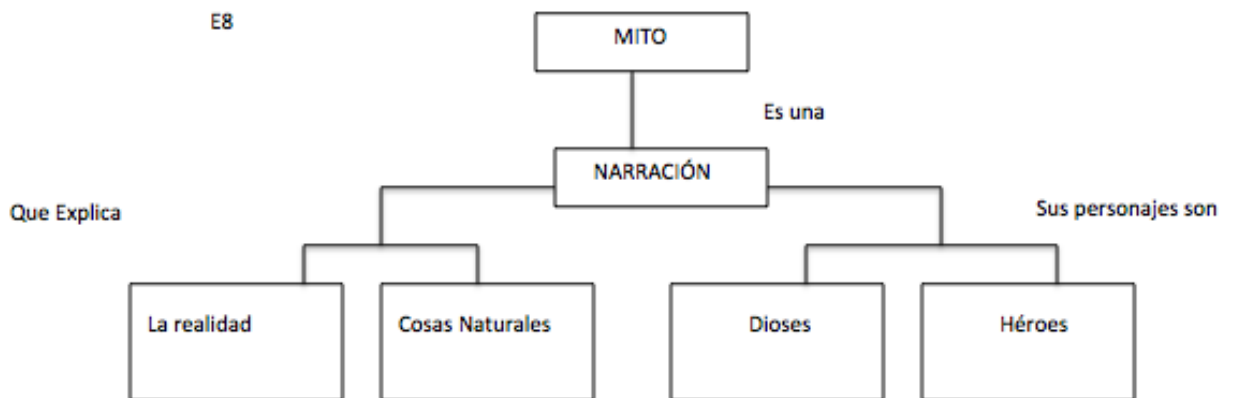 E8
MITO
Es una
NARRACIÓN
Que Explica
Sus personajes son
La realidad
Cosas Naturales
Dioses
Héroes